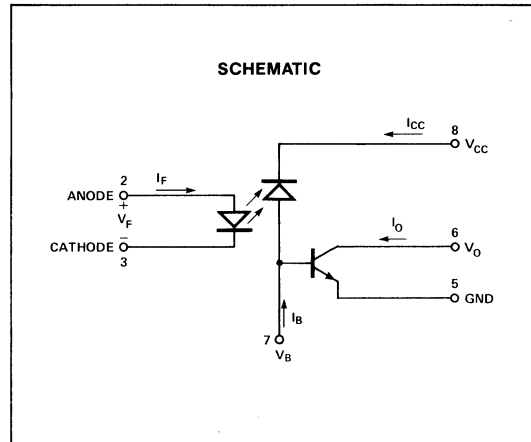 SCHEMATIC
ICC
8
VCC
2
IF
ANODE
+
VF
–
CATHODE
3
IO
6
VO
5
GND
IB
7
VB